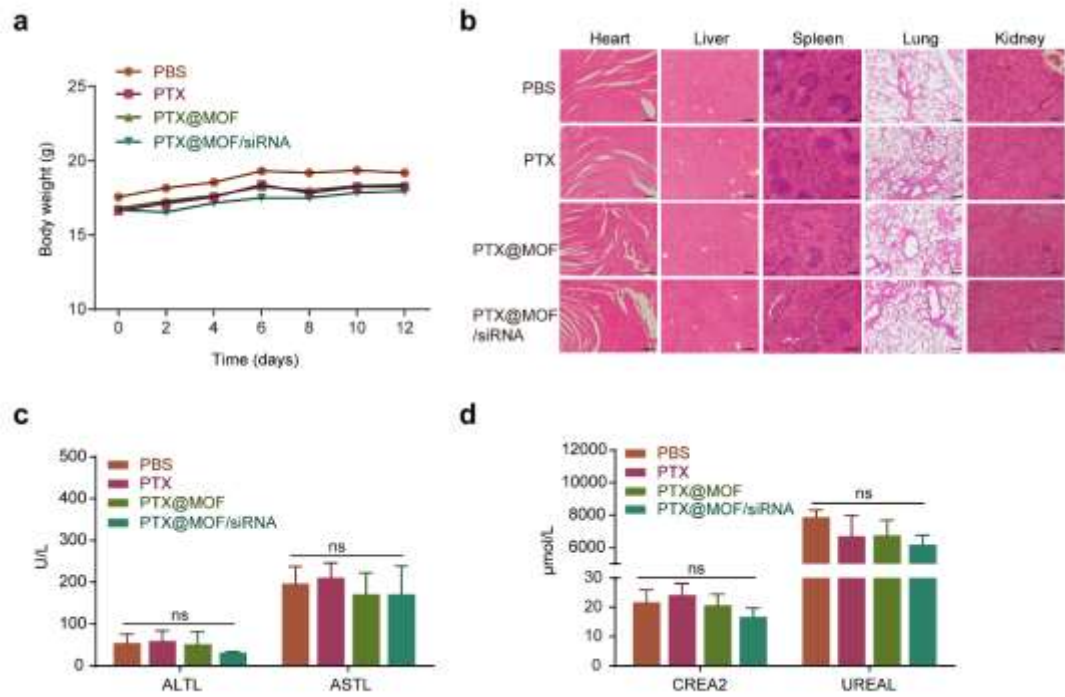 a
PBS
PTX
PTX@MOF
PTX@MOF/siRNA
25
20
15
10
Body weight (g)
0 2 4 6 8 10 12
Time (days)
b
Heart Liver Spleen Lung Kidney
PBS
PTX
PTX@MOF
PTX@MOF
/siRNA
c
PBS
PTX
PTX@MOF
PTX@MOF/siRNA
500
400
300
200
100
0
U/L
ns
ns
ALTL ASTL
d
PBS
PTX
PTX@MOF
PTX@MOF/siRNA
12000
10000
8000
6000
30
20
10
0
µmol/L
ns
ns
CREA2 UREAL